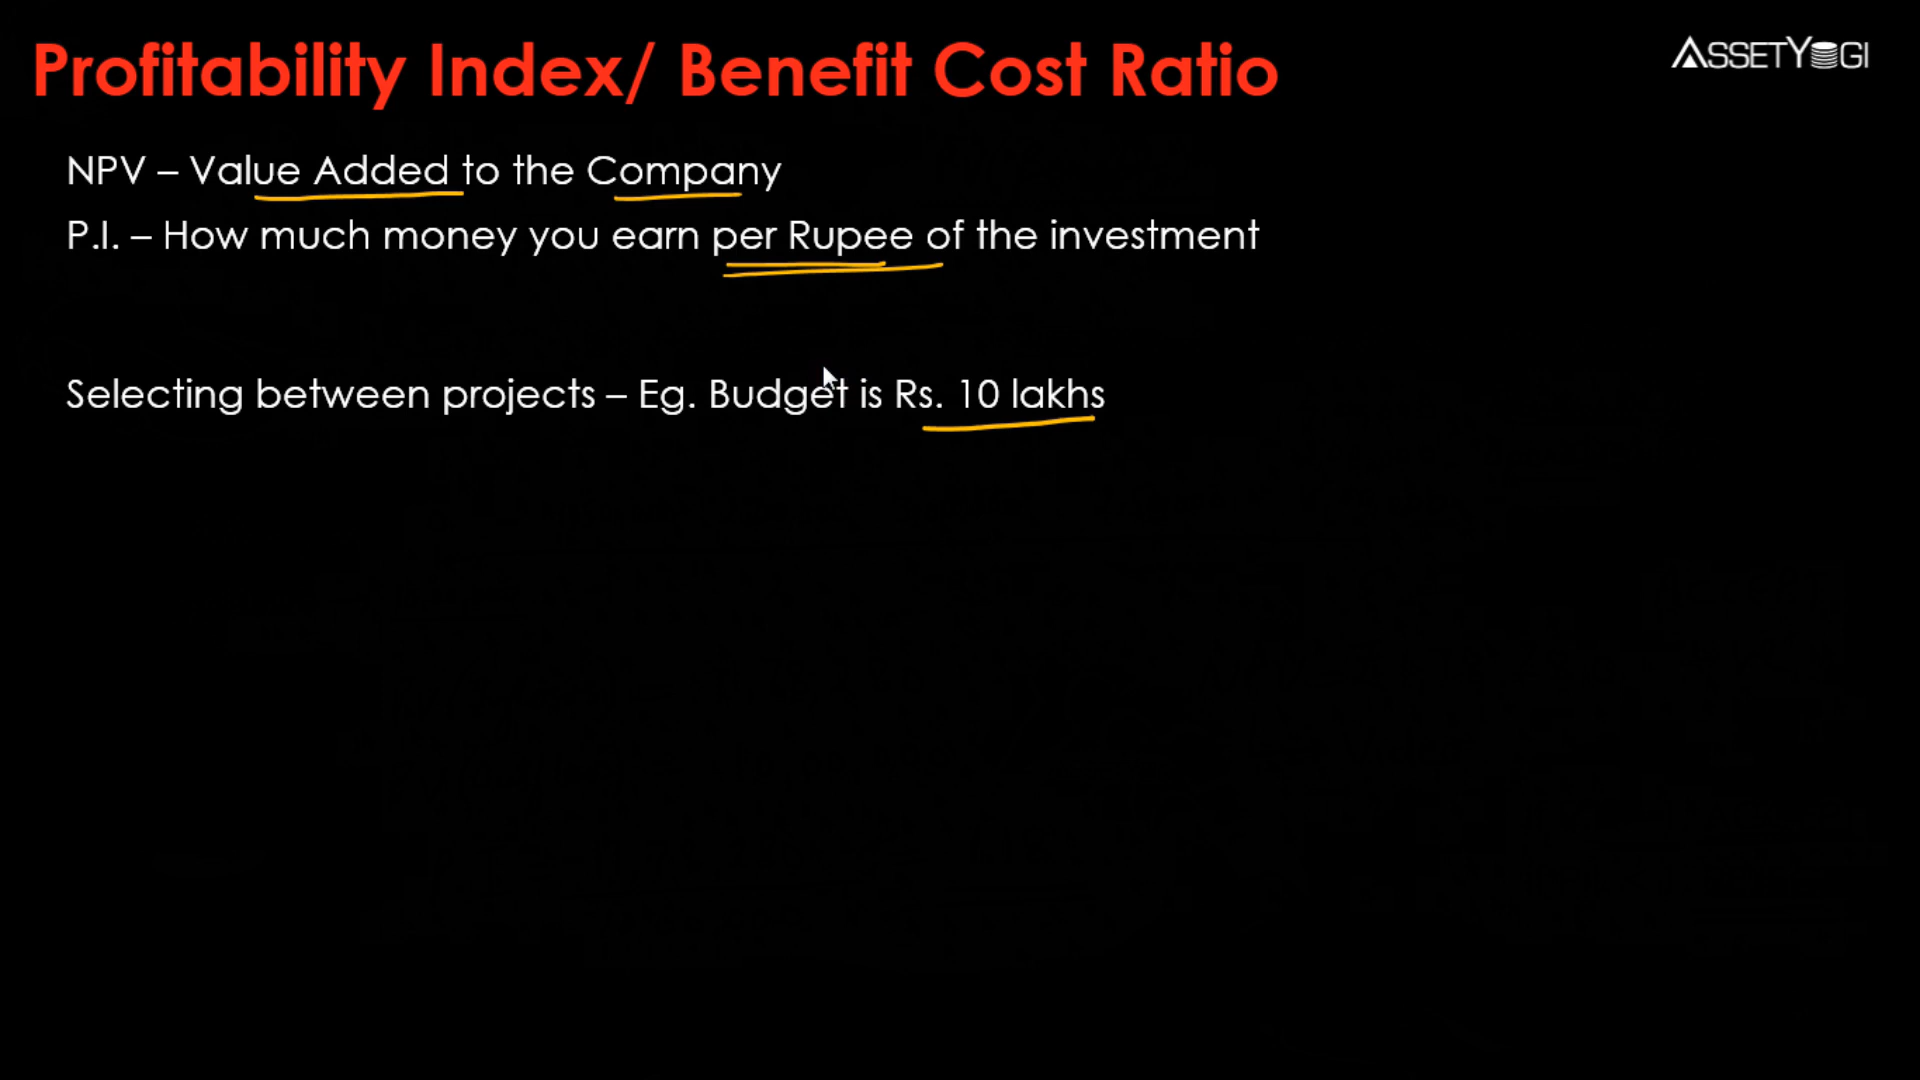 Profitability Index/ Benefit Cost Ratio
ASSETYOGI
NPV – Value Added to the Company
P.I. – How much money you earn per Rupee of the investment
Selecting between projects – Eg. Budget is Rs. 10 lakhs